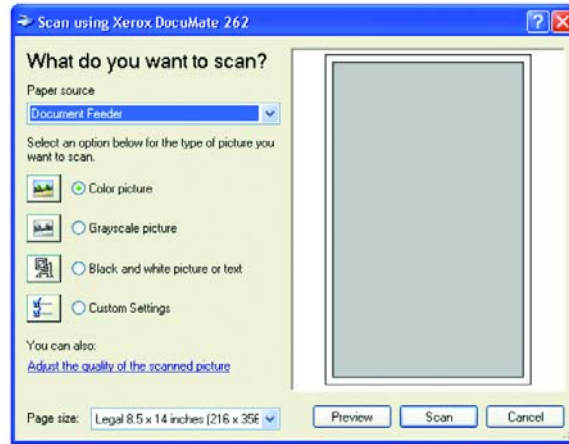 Scan using Xerox DocuMate 262
What do you want to scan?
Paper source
Document Feeder
Select an option below for the type of picture you
want to scan.
Color picture
Grayscale picture
Black and white picture or text
Custom Settings
You can also:
Adjust the quality of the scanned picture
Page size: Legal 8.5 x 14 inches (216 x 356
Preview Scan Cancel